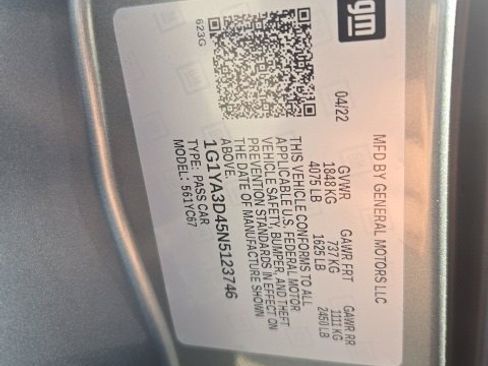 gm
04/22
MFD BY GENERAL MOTORS LLC
GVWR GAWR FRT GAWR RR
1848 KG 737 KG 1111 KG
4075 LB 1625 LB 2450 LB
THIS VEHICLE CONFORMS TO ALL
APPLICABLE U.S. FEDERAL MOTOR
VEHICLE SAFETY, BUMPER, AND THEFT
PREVENTION STANDARDS IN EFFECT ON
THE DATE OF MANUFACTURE SHOWN
ABOVE.
1G1YA3D45N5123746
TYPE: PASS CAR
MODEL: 561YC67
623G